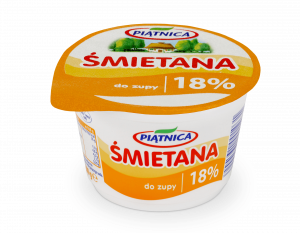 PIĄTNICA
ŚMIETANA
do zupy 18%
PIĄTNICA
ŚMIETANA
do zupy 18%